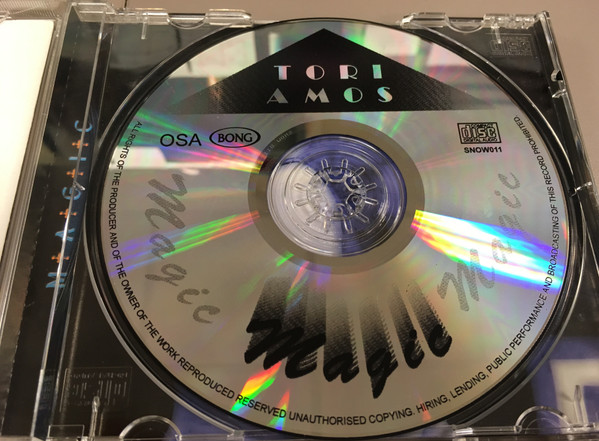 TORI
AMOS
OSA
BONG
disc
SNOW011
Magic
Magic
Magic
ALL RIGHTS OF THE PRODUCER AND OF THE OWNER OF THE WORK REPRODUCED RESERVED UNAUTHORISED COPYING. HIRING, LENDING, PUBLIC PERFORMANCE AND BROADCASTING OF THIS RECORD PROHIBITED.